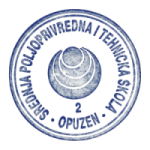 SREDNJA POLJOPRIVREDNA I TEHNIČKA ŠKOLA
2
• OPUZEN •